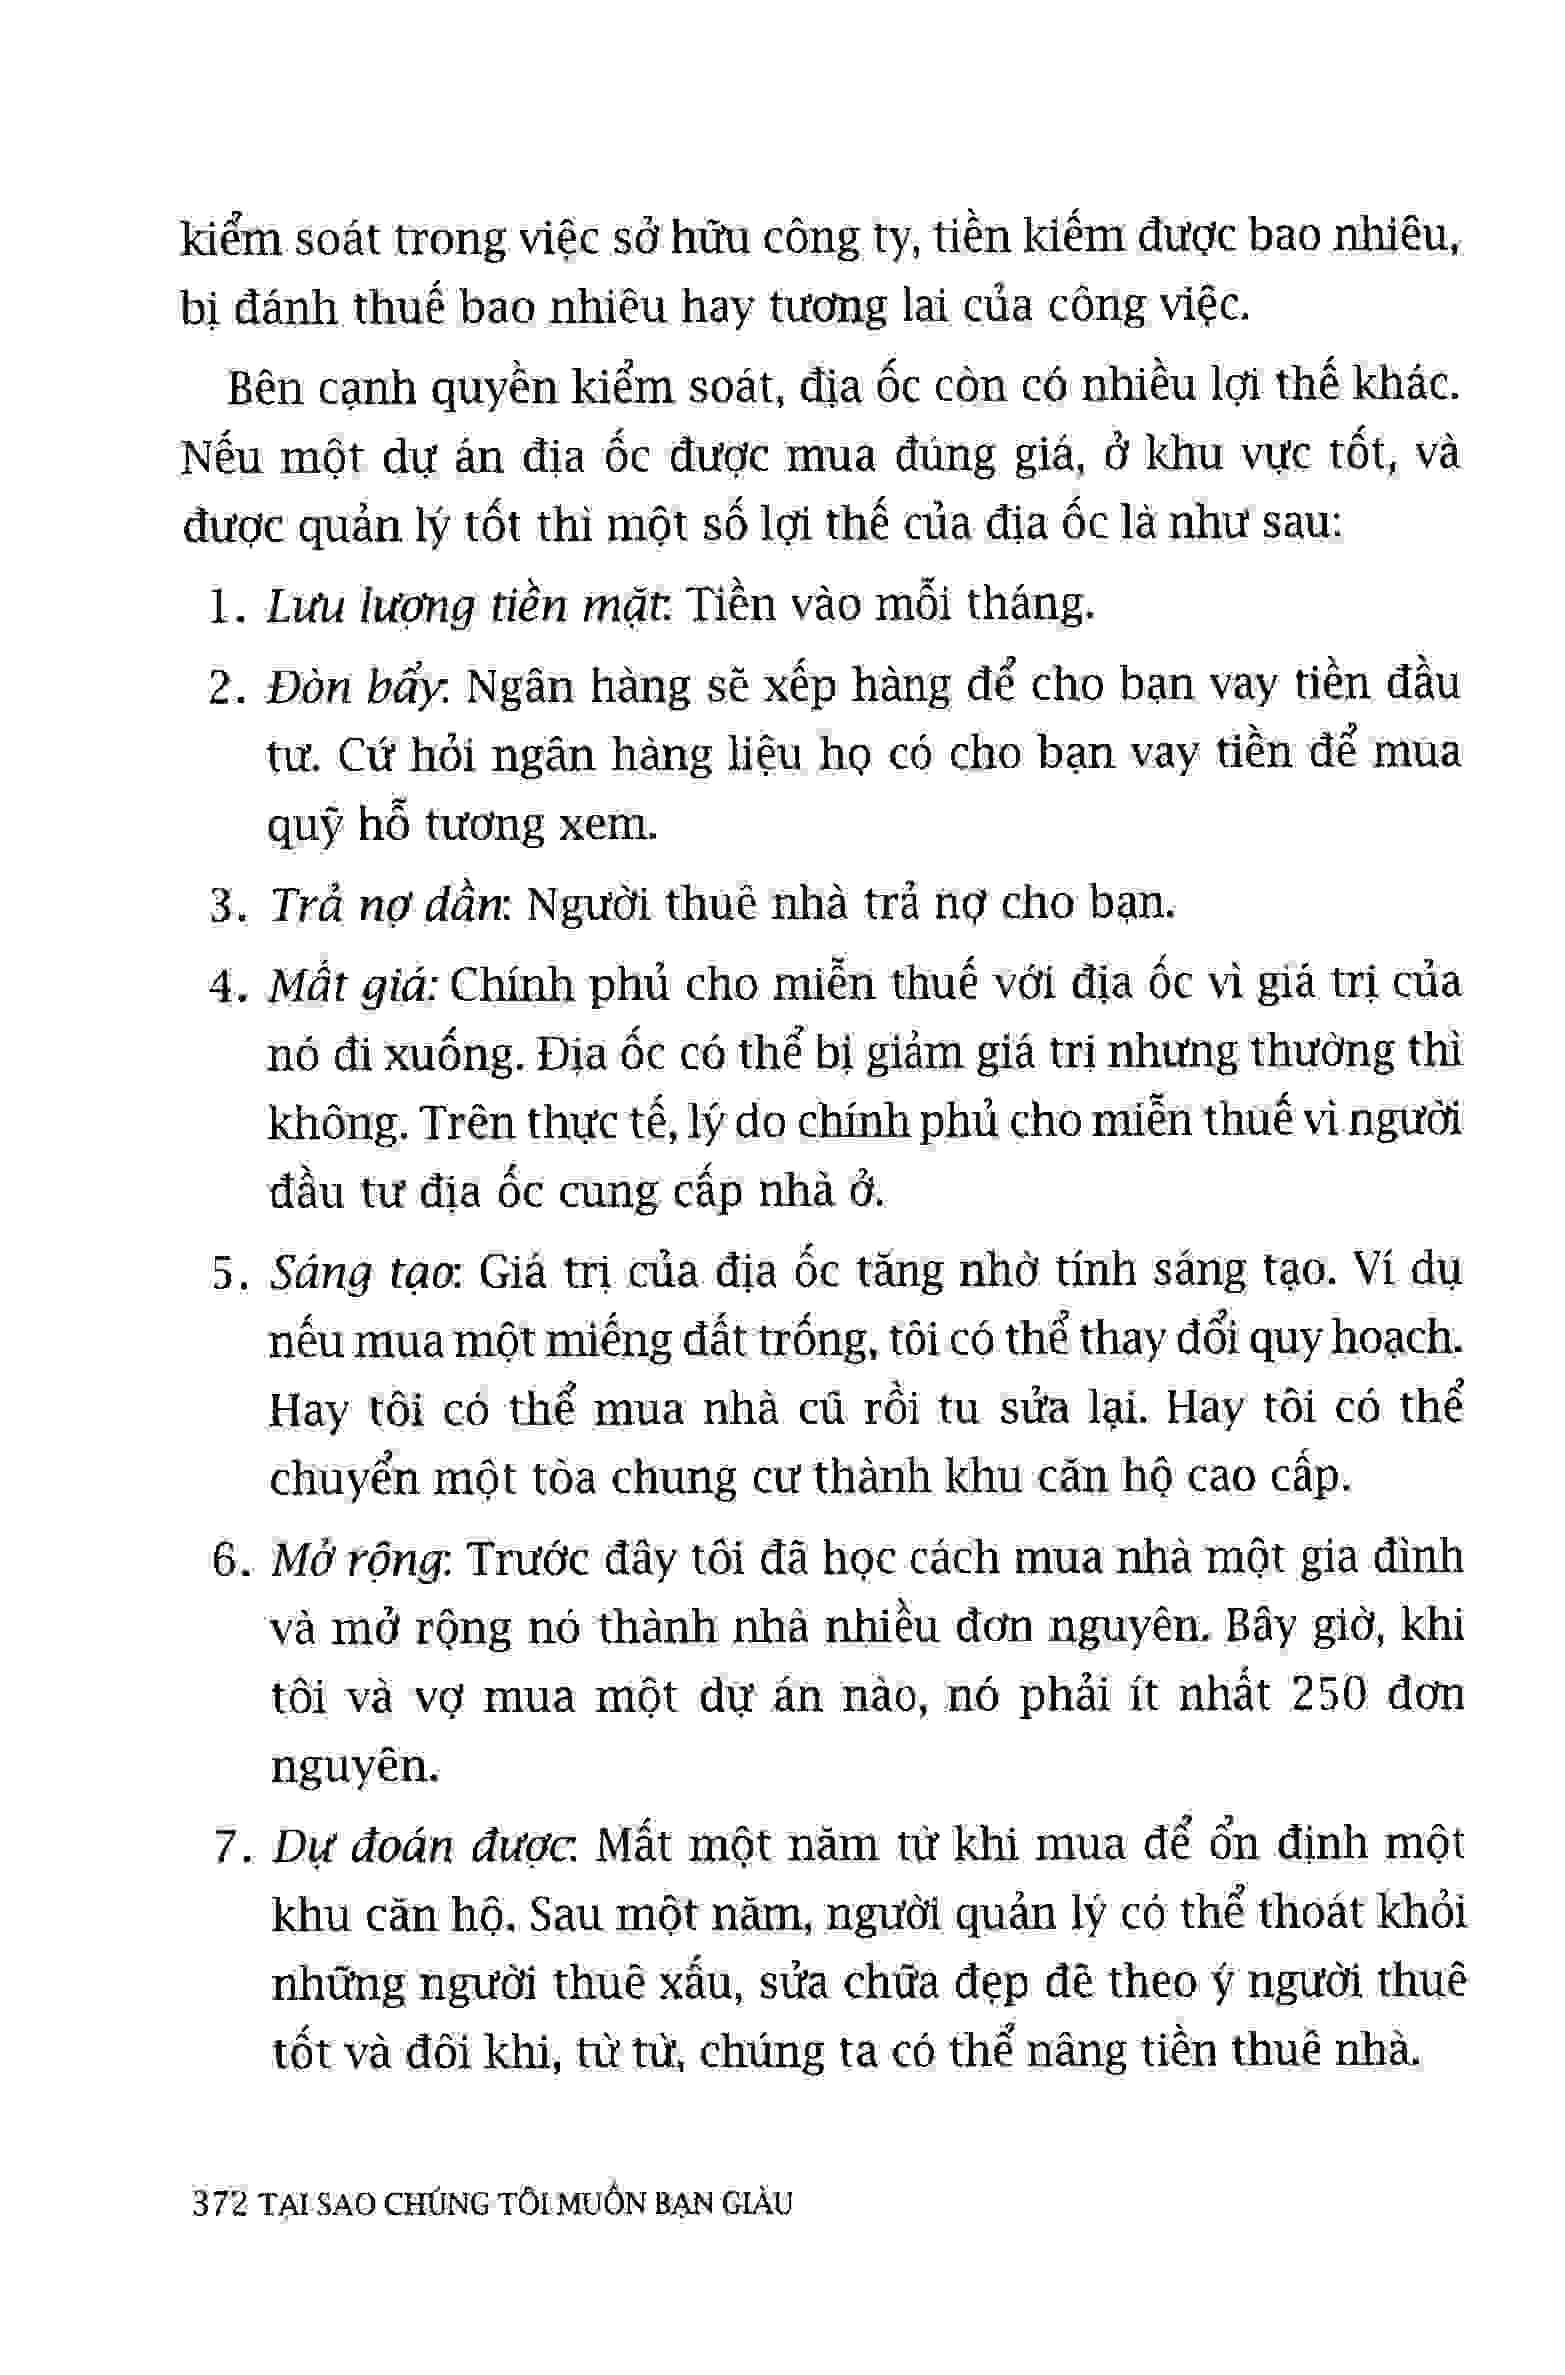 kiểm soát trong việc sở hữu công ty, tiền kiếm được bao nhiêu,
bị đánh thuế bao nhiêu hay tương lai của công việc.
Bên cạnh quyền kiểm soát, địa ốc còn có nhiều lợi thế khác.
Nếu một dự án địa ốc được mua đúng giá, ở khu vực tốt, và
được quản lý tốt thì một số lợi thế của địa ốc là như sau:
1. Lưu lượng tiền mặt: Tiền vào mỗi tháng.
2. Đòn bẩy: Ngân hàng sẽ xếp hàng để cho bạn vay tiền đầu
tư. Cứ hỏi ngân hàng liệu họ có cho bạn vay tiền để mua
quỹ hỗ tương xem.
3. Trả nợ dần: Người thuê nhà trả nợ cho bạn.
4. Mất giá: Chính phủ cho miễn thuế với địa ốc vì giá trị của
nó đi xuống. Địa ốc có thể bị giảm giá trị nhưng thường thì
không. Trên thực tế, lý do chính phủ cho miễn thuế vì người
đầu tư địa ốc cung cấp nhà ở.
5. Sáng tạo: Giá trị của địa ốc tăng nhờ tính sáng tạo. Ví dụ
nếu mua một miếng đất trống, tôi có thể thay đổi quy hoạch.
Hay tôi có thể mua nhà cũ rồi tu sửa lại. Hay tôi có thể
chuyển một tòa chung cư thành khu căn hộ cao cấp.
6. Mở rộng: Trước đây tôi đã học cách mua nhà một gia đình
và mở rộng nó thành nhà nhiều đơn nguyên. Bây giờ, khi
tôi và vợ mua một dự án nào, nó phải ít nhất 250 đơn
nguyên.
7. Dự đoán được: Mất một năm từ khi mua để ổn định một
khu căn hộ. Sau một năm, người quản lý có thể thoát khỏi
những người thuê xấu, sửa chữa đẹp đẽ theo ý người thuê
tốt và đôi khi, từ từ, chúng ta có thể nâng tiền thuê nhà.
372 TẠI SAO CHÚNG TÔI MUỐN BẠN GIÀU